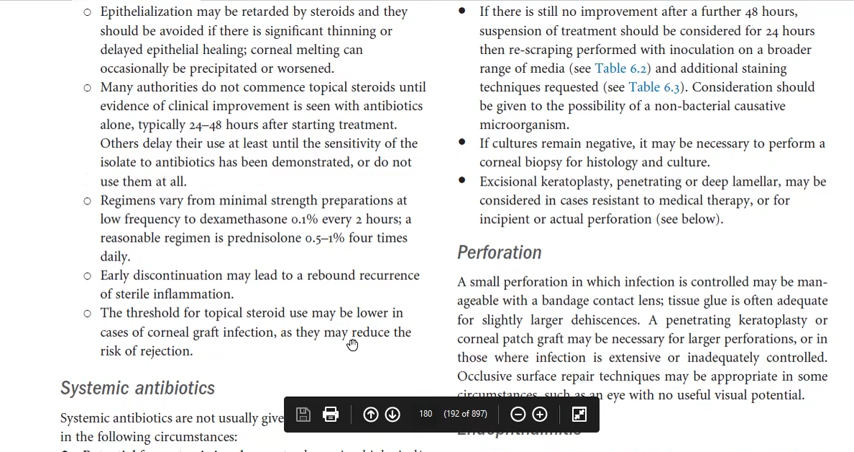 Epithelialization may be retarded by steroids and they
should be avoided if there is significant thinning or
delayed epithelial healing; corneal melting can
occasionally be precipitated or worsened.
Many authorities do not commence topical steroids until
evidence of clinical improvement is seen with antibiotics
alone, typically 24–48 hours after starting treatment.
Others delay their use at least until the sensitivity of the
isolate to antibiotics has been demonstrated, or do not
use them at all.
Regimens vary from minimal strength preparations at
low frequency to dexamethasone 0.1% every 2 hours; a
reasonable regimen is prednisolone 0.5–1% four times
daily.
Early discontinuation may lead to a rebound recurrence
of sterile inflammation.
The threshold for topical steroid use may be lower in
cases of corneal graft infection, as they may reduce the
risk of rejection.
Systemic antibiotics
Systemic antibiotics are not usually give
in the following circumstances:
If there is still no improvement after a further 48 hours,
suspension of treatment should be considered for 24 hours
then re-scraping performed with inoculation on a broader
range of media (see Table 6.2) and additional staining
techniques requested (see Table 6.3). Consideration should
be given to the possibility of a non-bacterial causative
microorganism.
If cultures remain negative, it may be necessary to perform a
corneal biopsy for histology and culture.
Excisional keratoplasty, penetrating or deep lamellar, may be
considered in cases resistant to medical therapy, or for
incipient or actual perforation (see below).
Perforation
A small perforation in which infection is controlled may be man-
ageable with a bandage contact lens; tissue glue is often adequate
for slightly larger dehiscences. A penetrating keratoplasty or
corneal patch graft may be necessary for larger perforations, or in
those where infection is extensive or inadequately controlled.
Occlusive surface repair techniques may be appropriate in some
circumstances, such as an eye with no useful visual potential.
180 (192 of 897)